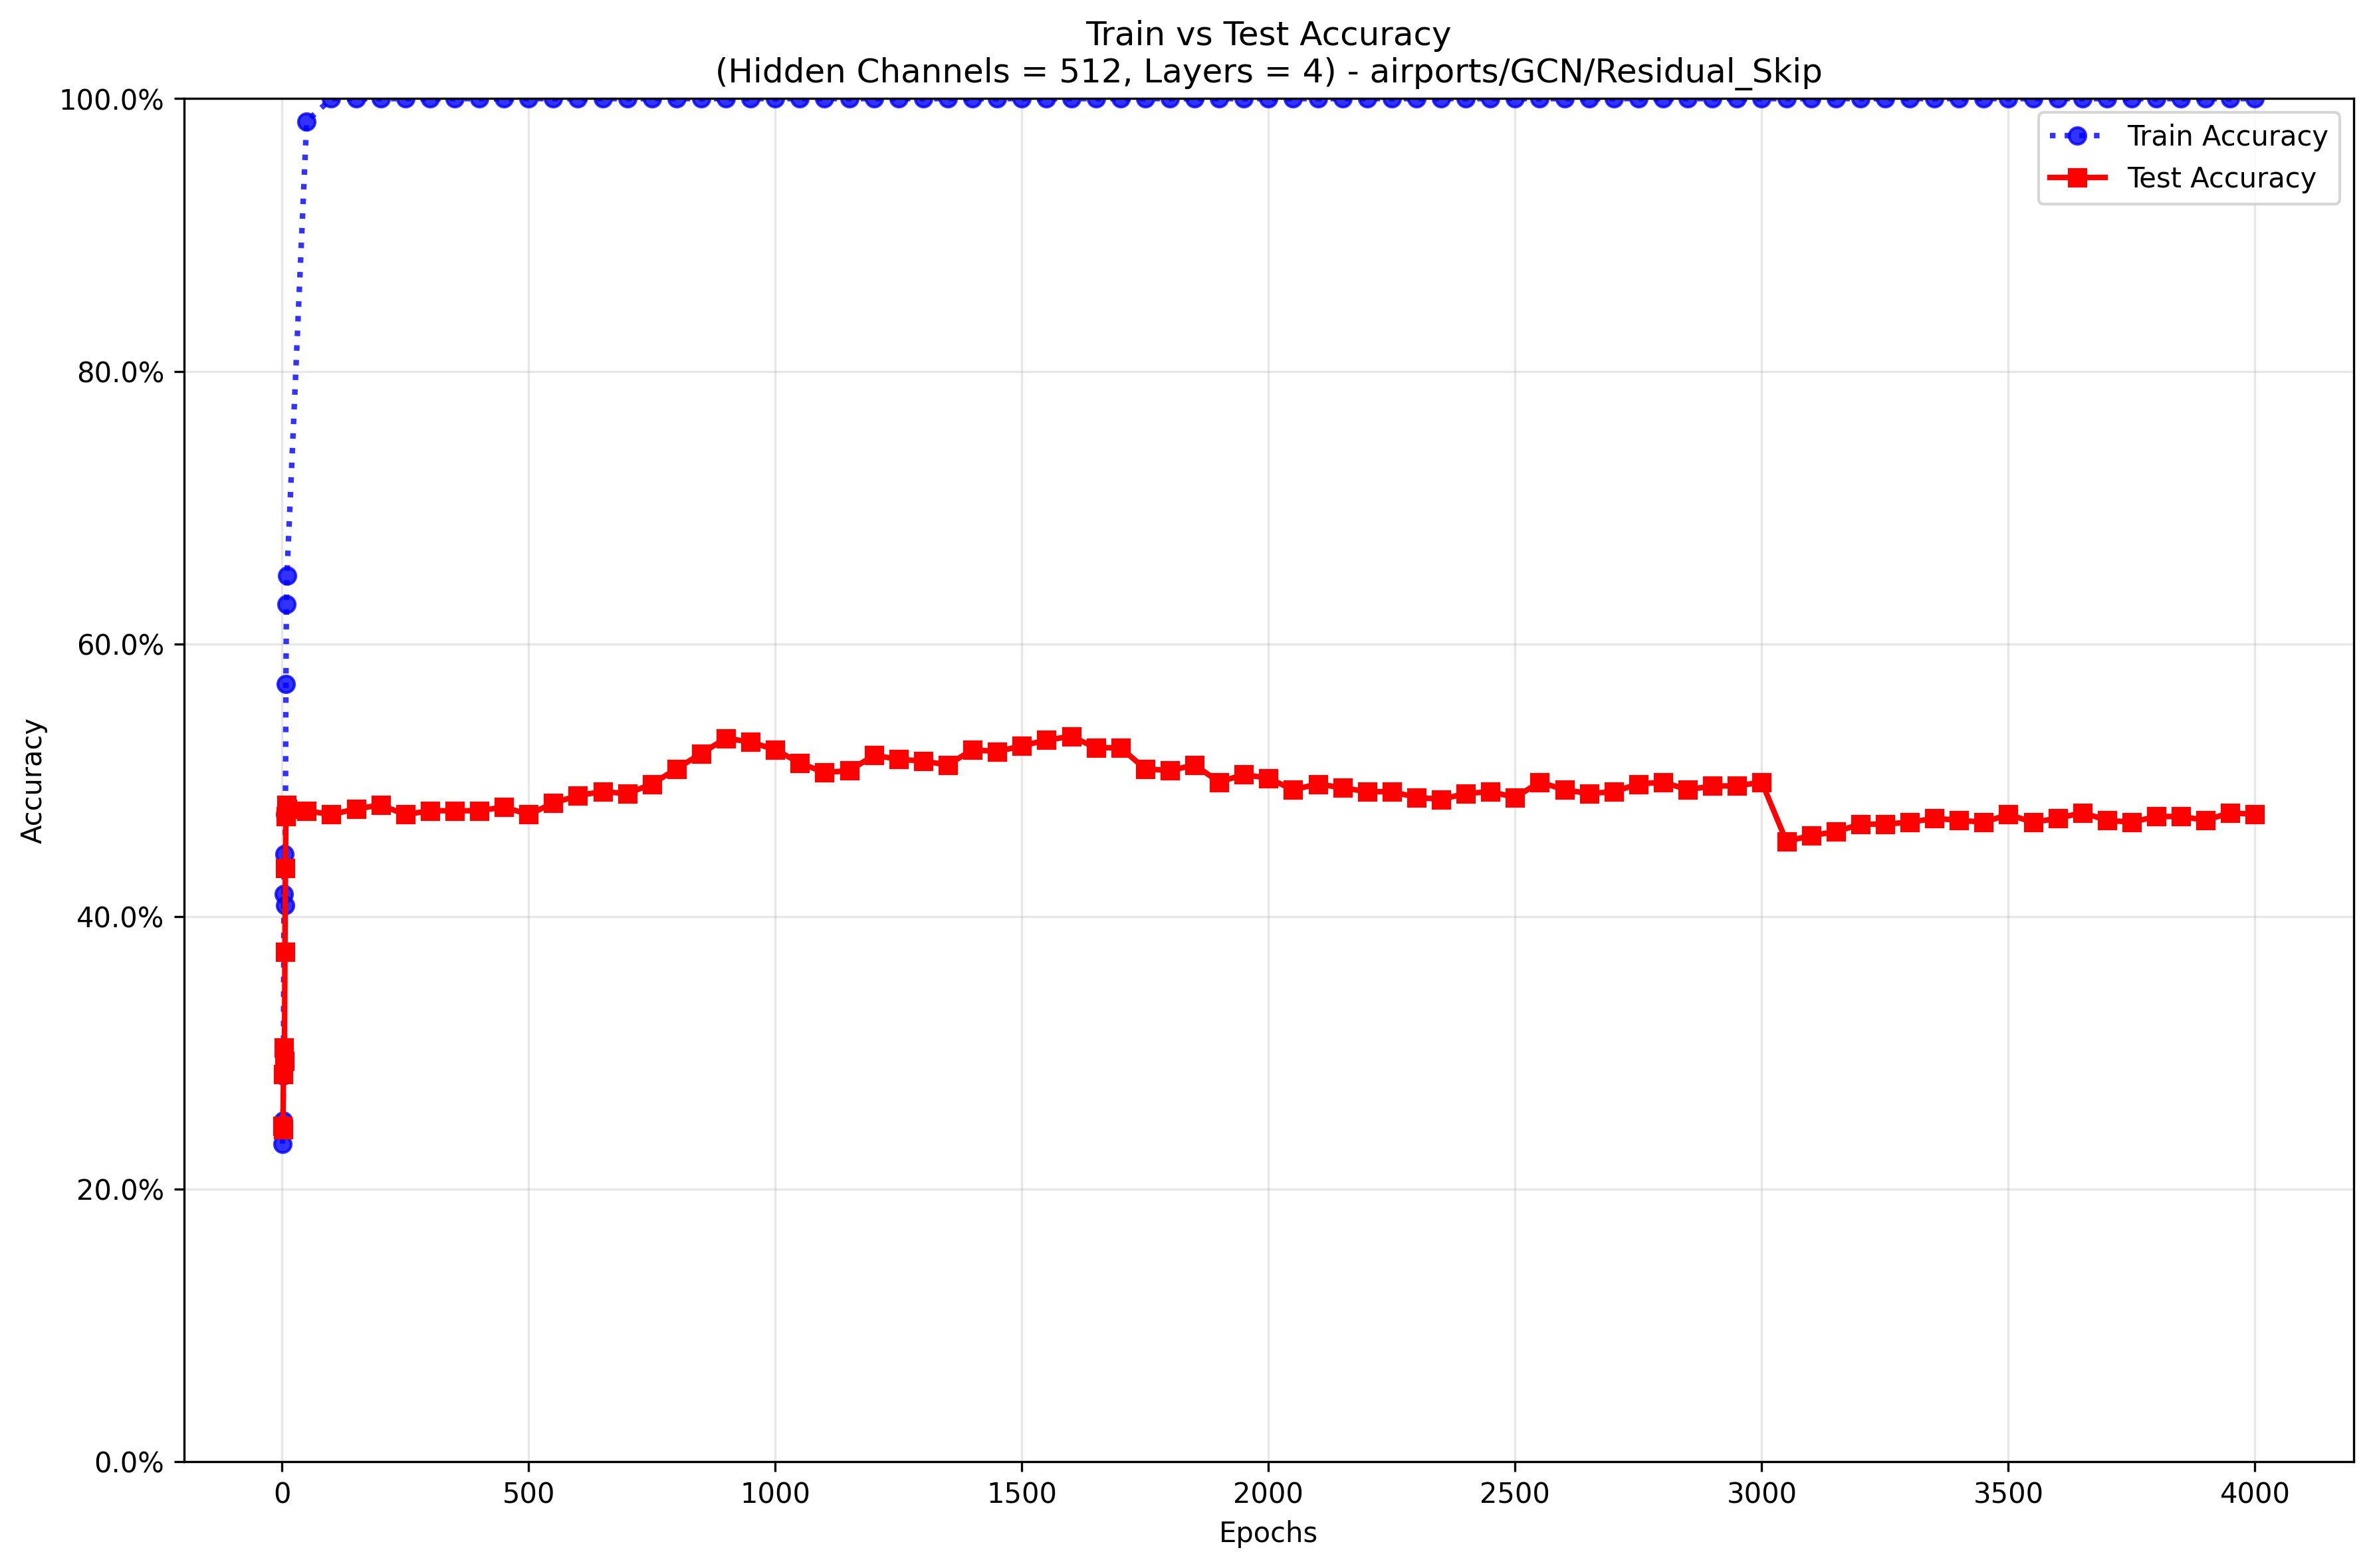 Train vs Test Accuracy
(Hidden Channels = 512, Layers = 4) - airports/GCN/Residual_Skip
100.0%
80.0%
60.0%
40.0%
20.0%
0.0%
Accuracy
Train Accuracy
Test Accuracy
0 500 1000 1500 2000 2500 3000 3500 4000
Epochs